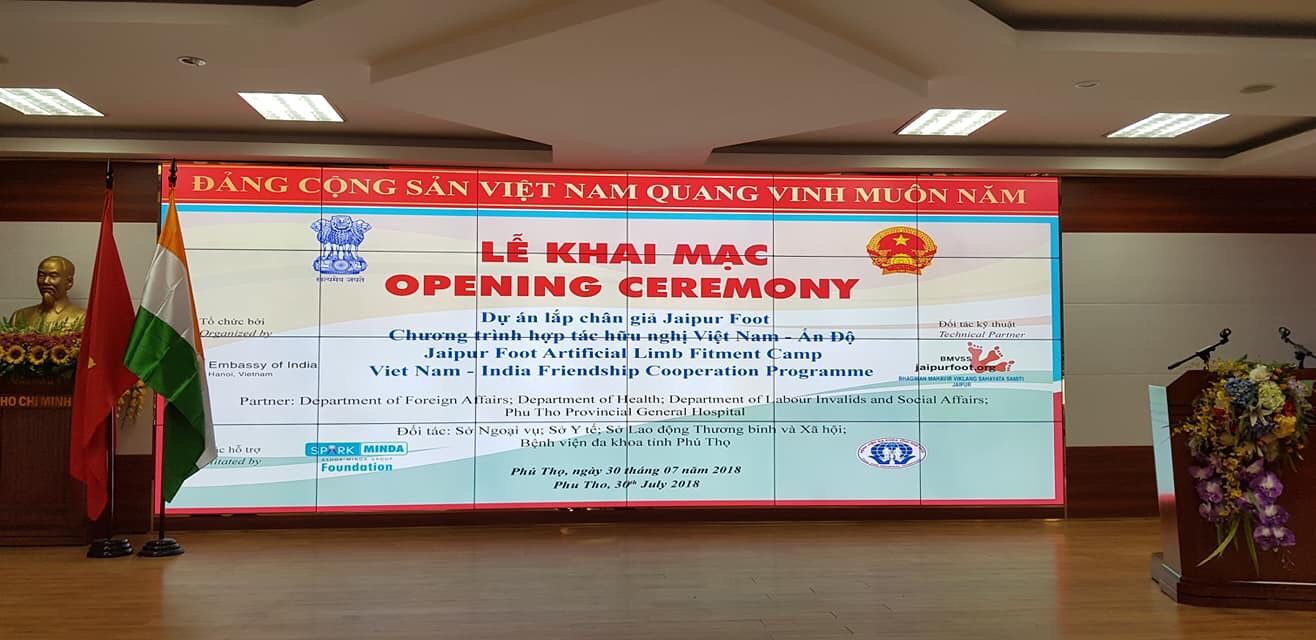 ĐẢNG CỘNG SẢN VIỆT NAM QUANG VINH MUÔN NĂM
सत्यमेव जयते
LỄ KHAI MẠC
OPENING CEREMONY
Dự án lắp chân giả Jaipur Foot
Chương trình hợp tác hữu nghị Việt Nam - Ấn Độ
Jaipur Foot Artificial Limb Fitment Camp
Viet Nam - India Friendship Cooperation Programme
Tổ chức bởi
Organized by
Embassy of India
Hanoi, Vietnam
Đối tác kỹ thuật
Technical Partner
BMVSS
jaipurfoot.org
BHAGWAN MAHAVIR VIKLANG SAHAYATA SAMITI
JAIPUR
Partner: Department of Foreign Affairs; Department of Health; Department of Labour Invalids and Social Affairs;
Phu Tho Provincial General Hospital
Đối tác: Sở Ngoại vụ; Sở Y tế; Sở Lao động Thương binh và Xã hội;
Bệnh viện đa khoa tỉnh Phú Thọ
hỗ trợ
by
SPARK MINDA
Foundation
Phú Thọ, ngày 30 tháng 07 năm 2018
Phu Tho, 30th July 2018
HO CHI MINH